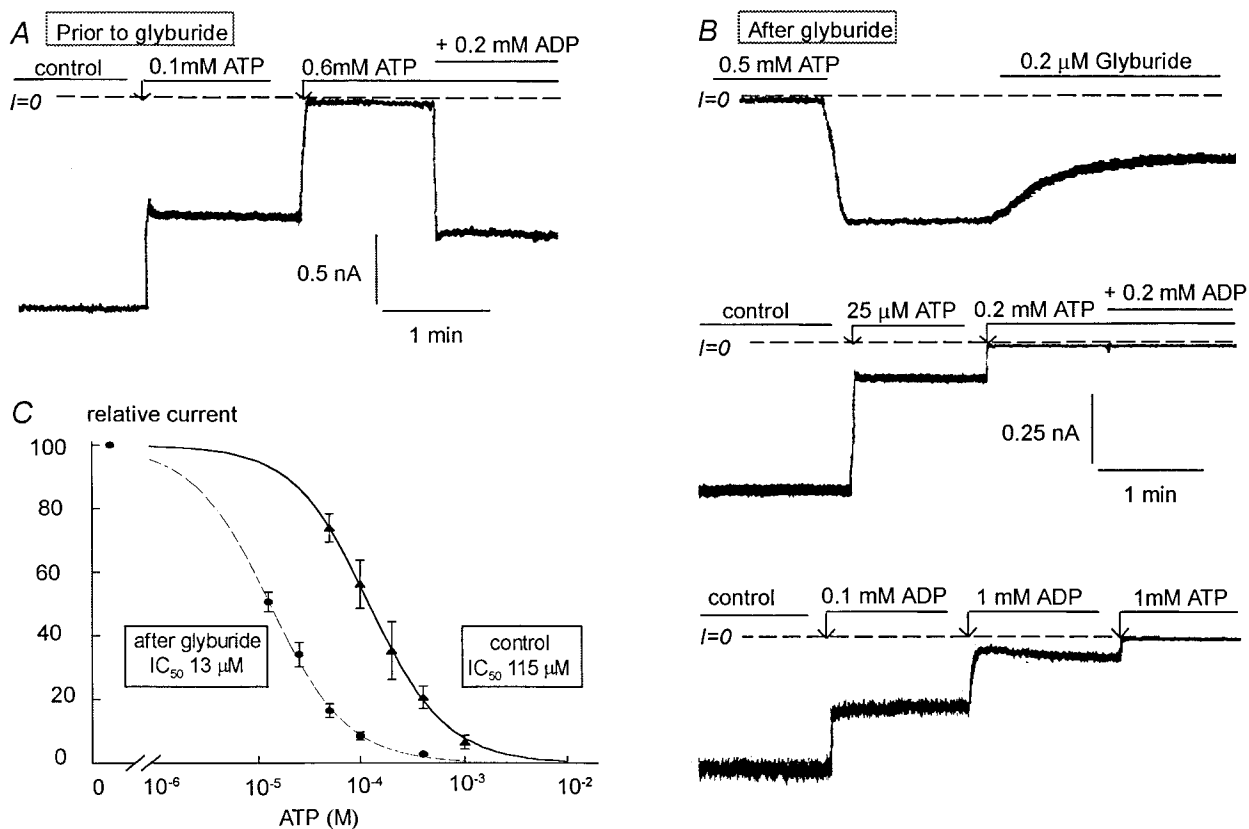 A Prior to glyburide
+ 0.2 mM ADP
control 0.1mM ATP 0.6mM ATP
I=0
0.5 nA
1 min
B After glyburide
0.5 mM ATP 0.2 μM Glyburide
I=0
+ 0.2 mM ADP
control 25 μM ATP 0.2 mM ATP
I=0
0.25 nA
1 min
control 0.1 mM ADP 1 mM ADP 1mM ATP
I=0
C relative current
100
80
60
40
20
0
after glyburide
IC₅₀ 13 μM
control
IC₅₀ 115 μM
0 10⁻⁶ 10⁻⁵ 10⁻⁴ 10⁻³ 10⁻²
ATP (M)